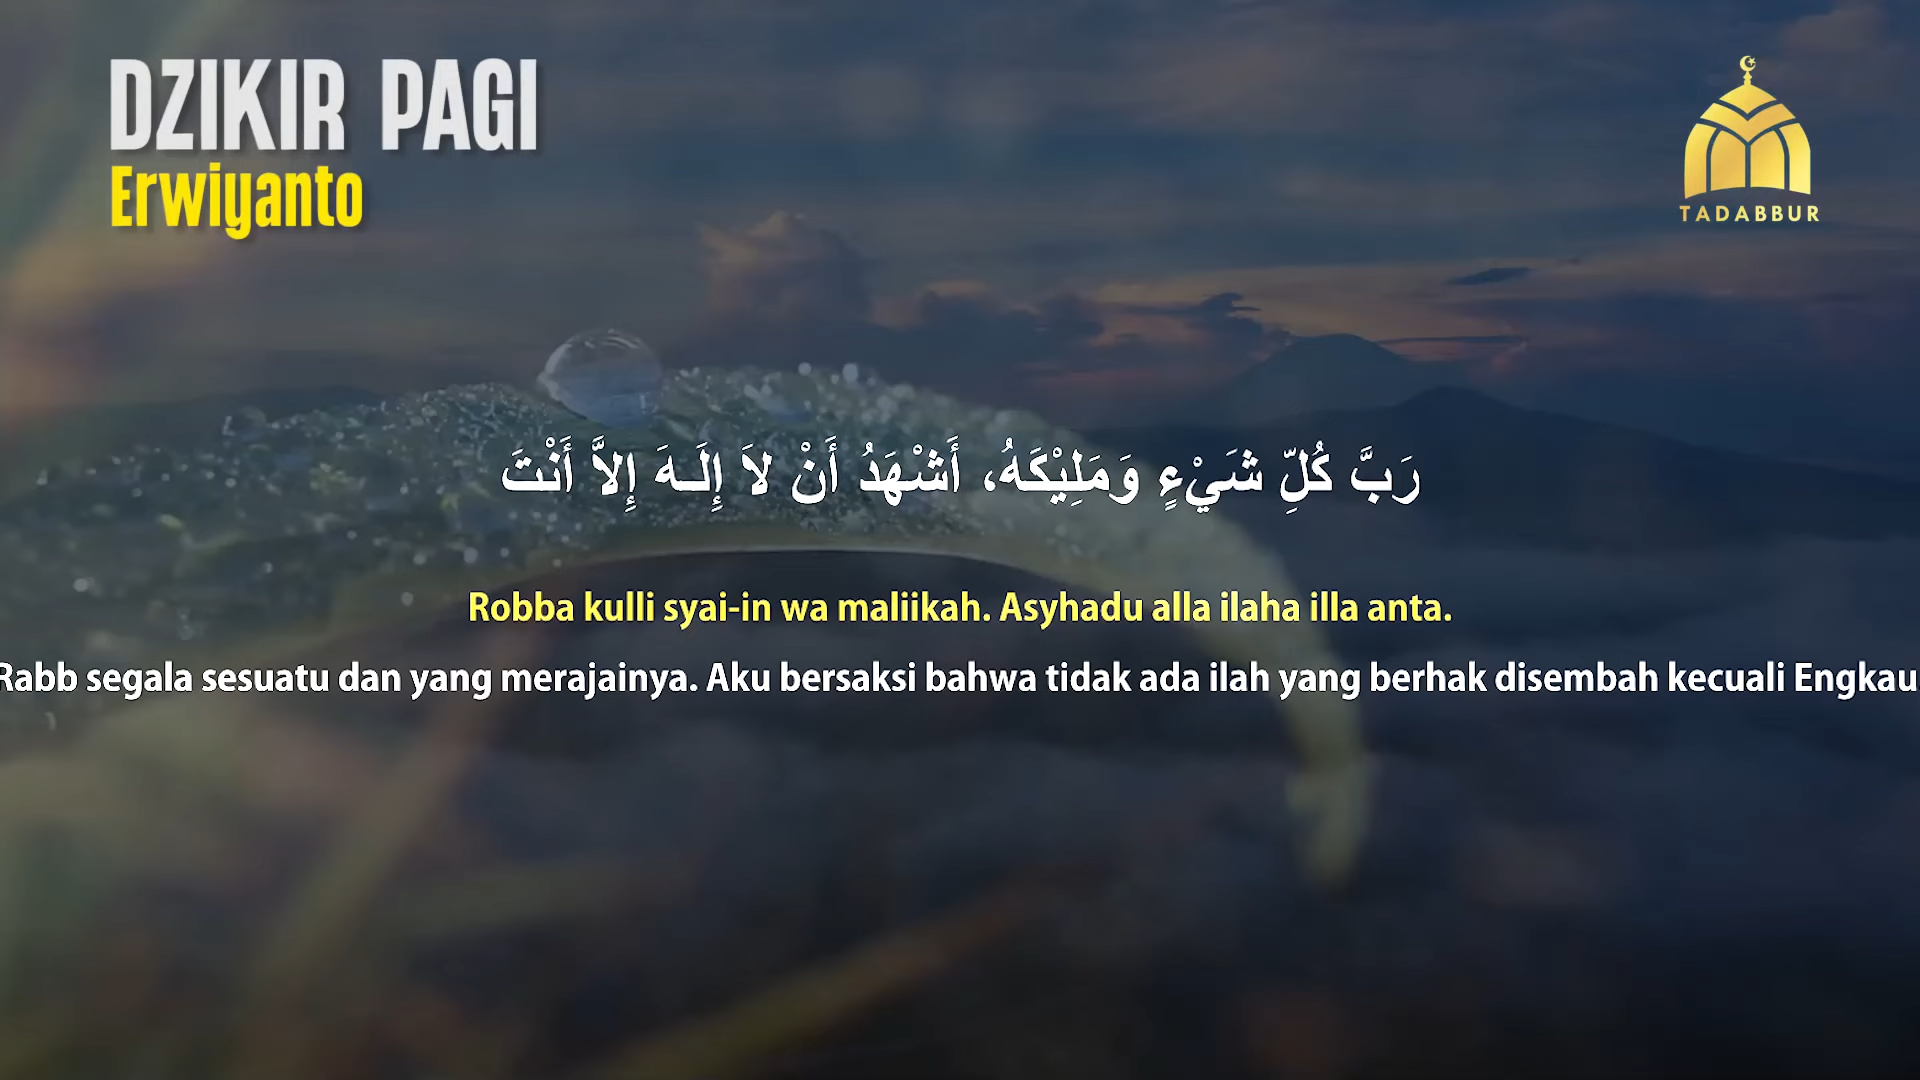 DZIKIR PAGI
Erwiyanto
TADABBUR
رَبَّ كُلِّ شَيْءٍ وَمَلِيْكَهُ، أَشْهَدُ أَنْ لاَ إِلَـهَ إِلاَّ أَنْتَ
Robba kulli syai-in wa maliikah. Asyhadu alla ilaha illa anta.
Rabb segala sesuatu dan yang merajainya. Aku bersaksi bahwa tidak ada ilah yang berhak disembah kecuali Engkau.